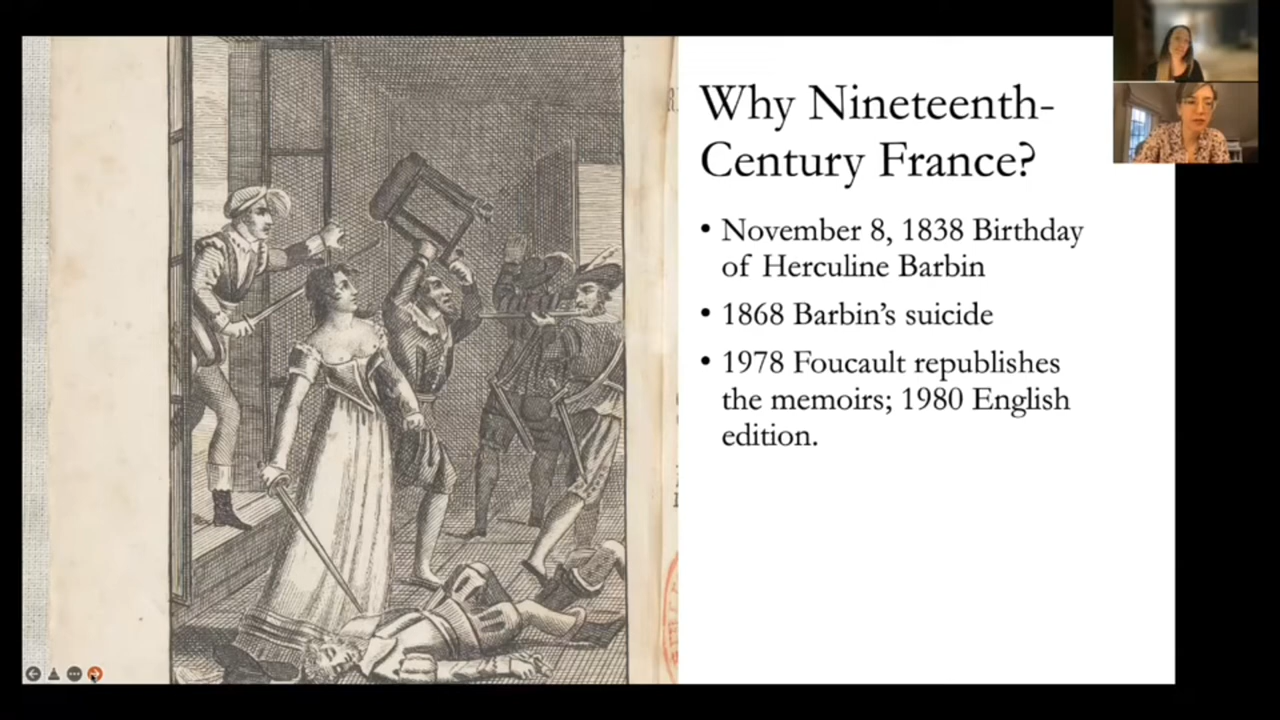 Why Nineteenth-
Century France?
• November 8, 1838 Birthday
of Herculine Barbin
• 1868 Barbin’s suicide
• 1978 Foucault republishes
the memoirs; 1980 English
edition.